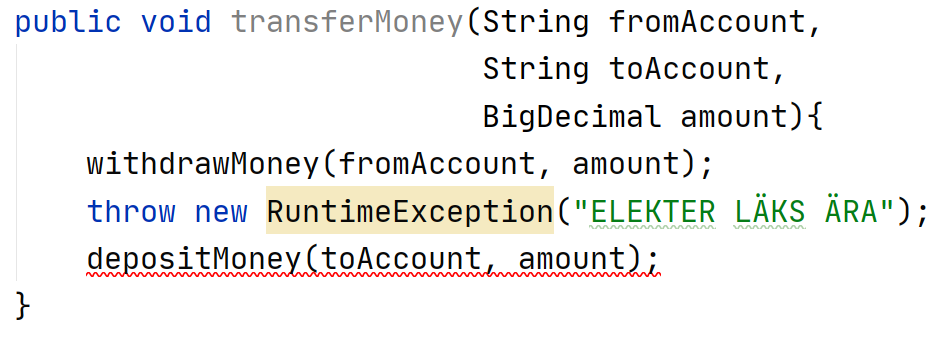 public void transferMoney(String fromAccount,
String toAccount,
BigDecimal amount){
withdrawMoney(fromAccount, amount);
throw new RuntimeException("ELEKTER LÄKS ÄRA");
depositMoney(toAccount, amount);
}